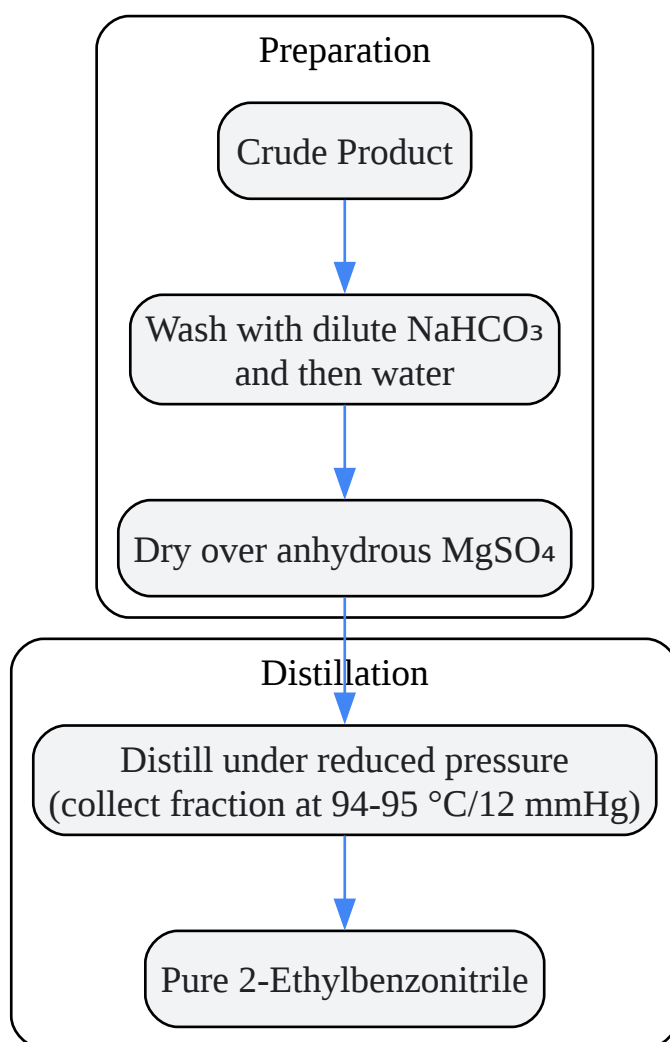 Preparation
Crude Product
Wash with dilute NaHCO₃
and then water
Dry over anhydrous MgSO₄
Distillation
Distill under reduced pressure
(collect fraction at 94-95 °C/12 mmHg)
Pure 2-Ethylbenzonitrile